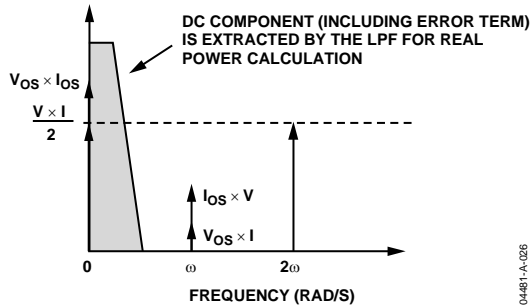 DC COMPONENT (INCLUDING ERROR TERM)
IS EXTRACTED BY THE LPF FOR REAL
POWER CALCULATION
VOS × IOS
V × I
2
IOS × V
VOS × I
0
ω
2ω
FREQUENCY (RAD/S)
04481-A-026